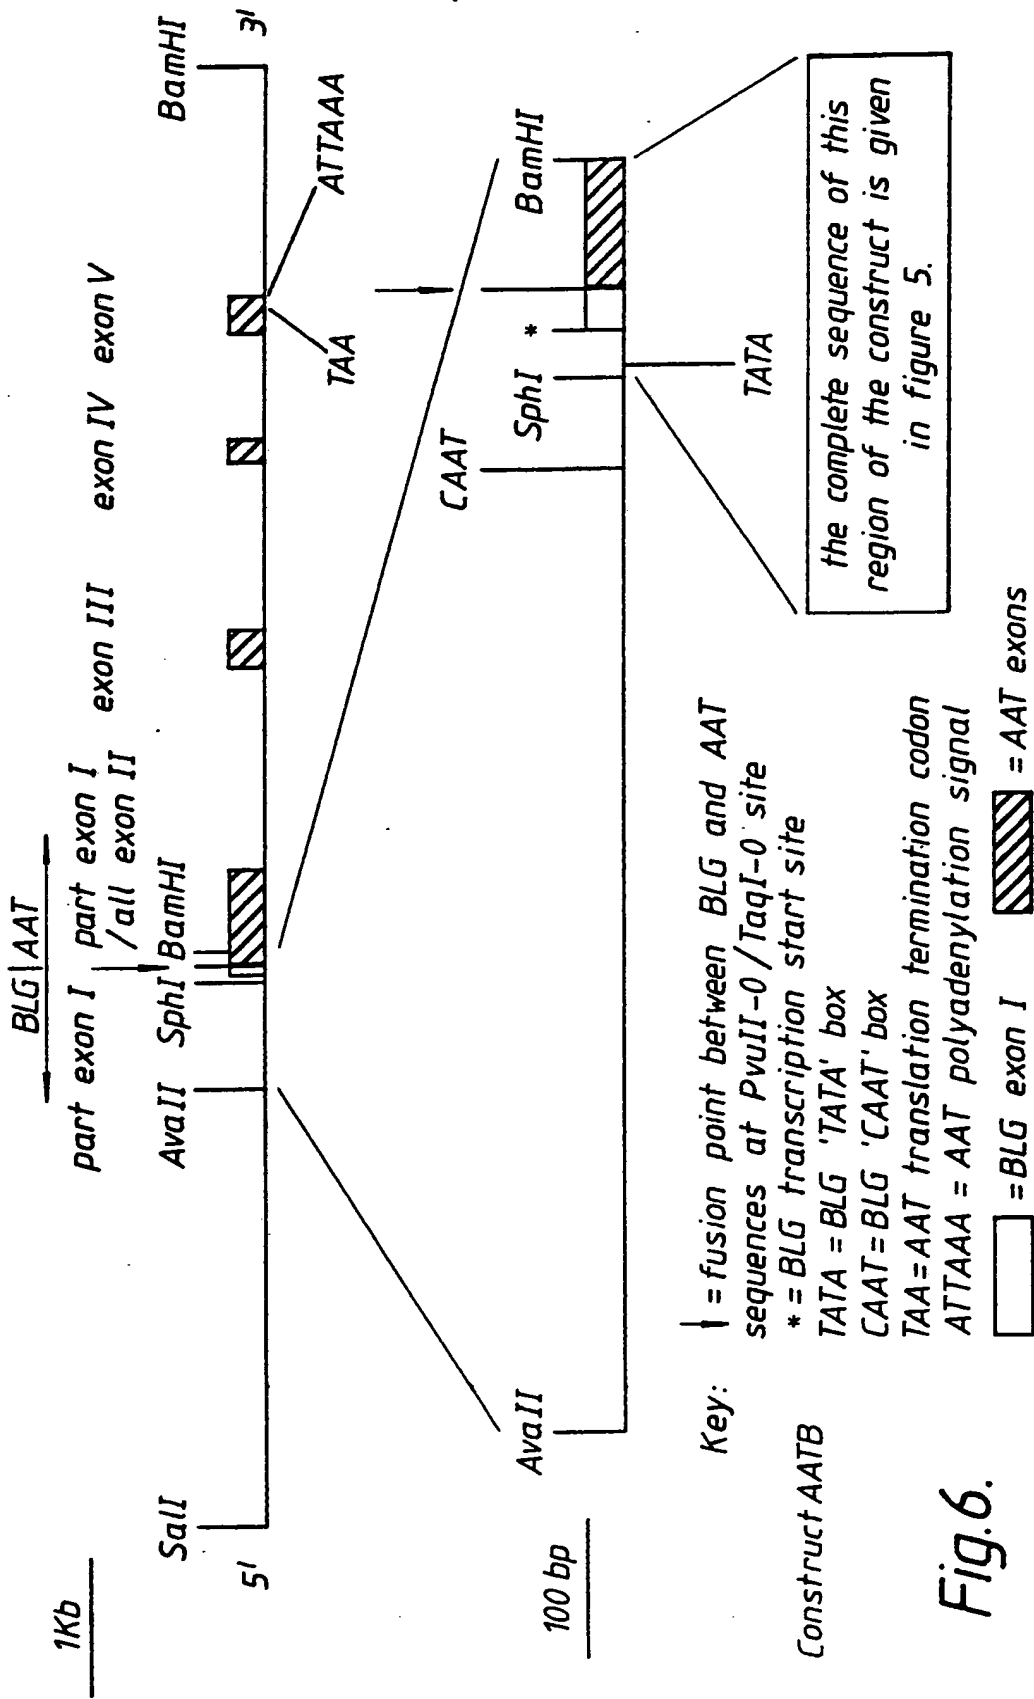 1Kb
BLG | AAT
part exon I
part exon I
/all exon II
exon III
exon IV
exon V
SalI
AvaII
SphI
BamHI
BamHI
5'
3'
TAA
ATTAAA
100 bp
AvaII
CAAT
SphI
*
BamHI
TATA
the complete sequence of this
region of the construct is given
in figure 5.
Key:
↓ = fusion point between BLG and AAT
sequences at PvuII-0/TaqI-0 site
* = BLG transcription start site
TATA = BLG 'TATA' box
CAAT = BLG 'CAAT' box
TAA = AAT translation termination codon
ATTAAA = AAT polyadenylation signal
= BLG exon I
= AAT exons
Construct AATB
Fig.6.